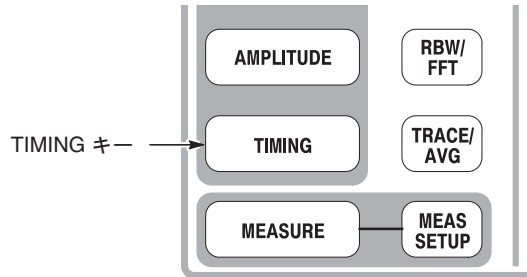 AMPLITUDE
RBW/
FFT
TIMING キー
TIMING
TRACE/
AVG
MEASURE
MEAS
SETUP